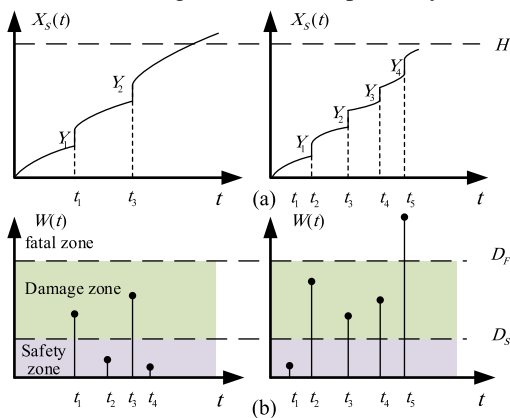 X_S(t)
X_S(t)
H
Y_2
Y_1
Y_4
Y_3
Y_2
Y_1
t_1 t_3 t
(a)
t_1 t_2 t_3 t_4 t_5 t
W(t)
W(t)
fatal zone
D_F
Damage zone
D_S
Safety
zone
t_1 t_2 t_3 t_4 t
(b)
t_1 t_2 t_3 t_4 t_5 t